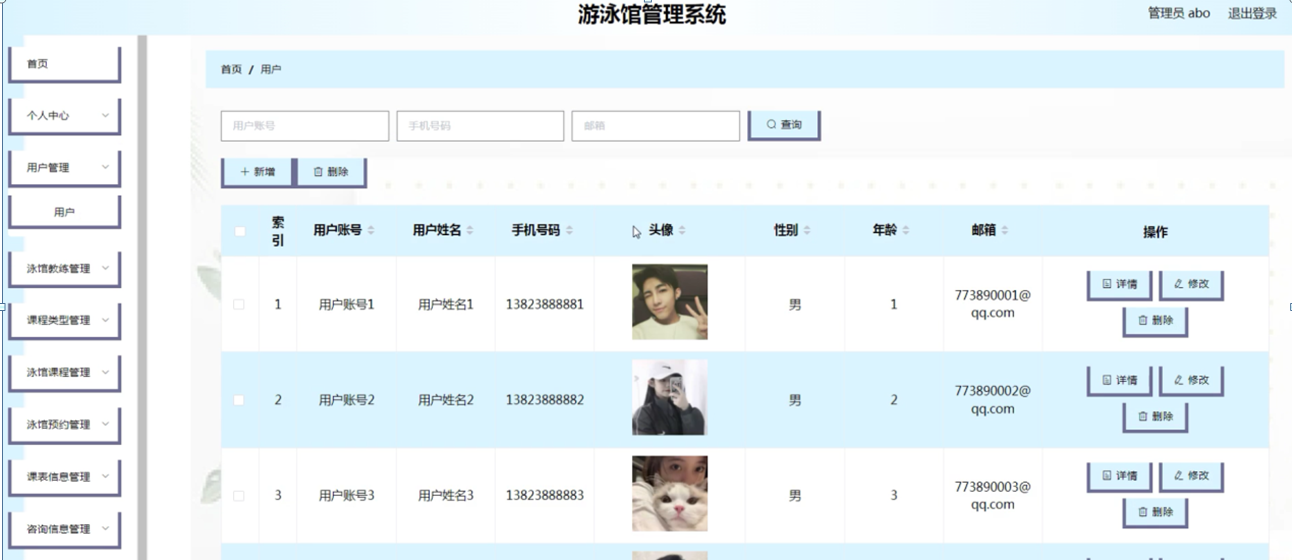 游泳馆管理系统
管理员 abo 退出登录
首页
个人中心
用户管理
用户
泳馆教练管理
课程类型管理
泳馆课程管理
泳馆预约管理
课表信息管理
咨询信息管理
首页 / 用户
用户账号 手机号码 邮箱 查询
新增 删除
索引 用户账号 用户姓名 手机号码 头像 性别 年龄 邮箱 操作
1 用户账号1 用户姓名1 13823888881 男 1 773890001@qq.com 详情 修改 删除
2 用户账号2 用户姓名2 13823888882 男 2 773890002@qq.com 详情 修改 删除
3 用户账号3 用户姓名3 13823888883 男 3 773890003@qq.com 详情 修改 删除